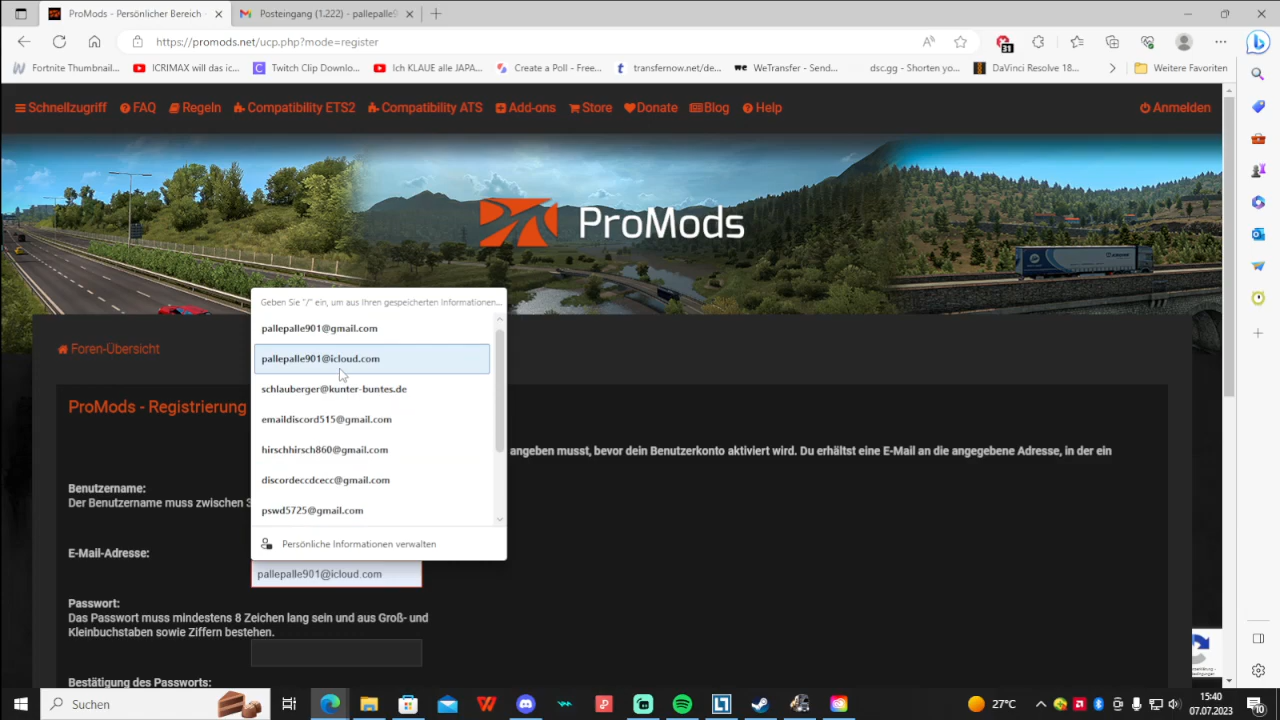 ProMods - Persönlicher Bereich -
Posteingang (1.222) - pallepalle9
https://promods.net/ucp.php?mode=register
31
Fortnite Thumbnail...
ICRIMAX will das ic...
Twitch Clip Downlo...
Ich KLAUE alle JAPA...
Create a Poll - Free...
transfernow.net/de...
WeTransfer - Send...
dsc.gg - Shorten yo...
DaVinci Resolve 18...
Weitere Favoriten
Schnellzugriff
FAQ
Regeln
Compatibility ETS2
Compatibility ATS
Add-ons
Store
Donate
Blog
Help
Anmelden
ProMods
Geben Sie "/" ein, um aus Ihren gespeicherten Informationen...
pallepalle901@gmail.com
Foren-Übersicht
pallepalle901@icloud.com
schlauberger@kunter-buntes.de
ProMods - Registrierung
emaildiscord515@gmail.com
hirschhirsch860@gmail.com
angeben musst, bevor dein Benutzerkonto aktiviert wird. Du erhältst eine E-Mail an die angegebene Adresse, in der ein
discordeccdcecc@gmail.com
Benutzername:
Der Benutzername muss zwischen 3
pswd5725@gmail.com
Persönliche Informationen verwalten
E-Mail-Adresse:
pallepalle901@icloud.com
Passwort:
Das Passwort muss mindestens 8 Zeichen lang sein und aus Groß- und
Kleinbuchstaben sowie Ziffern bestehen.
Bestätigung des Passworts:
Suchen
27°C
15:40
07.07.2023
10